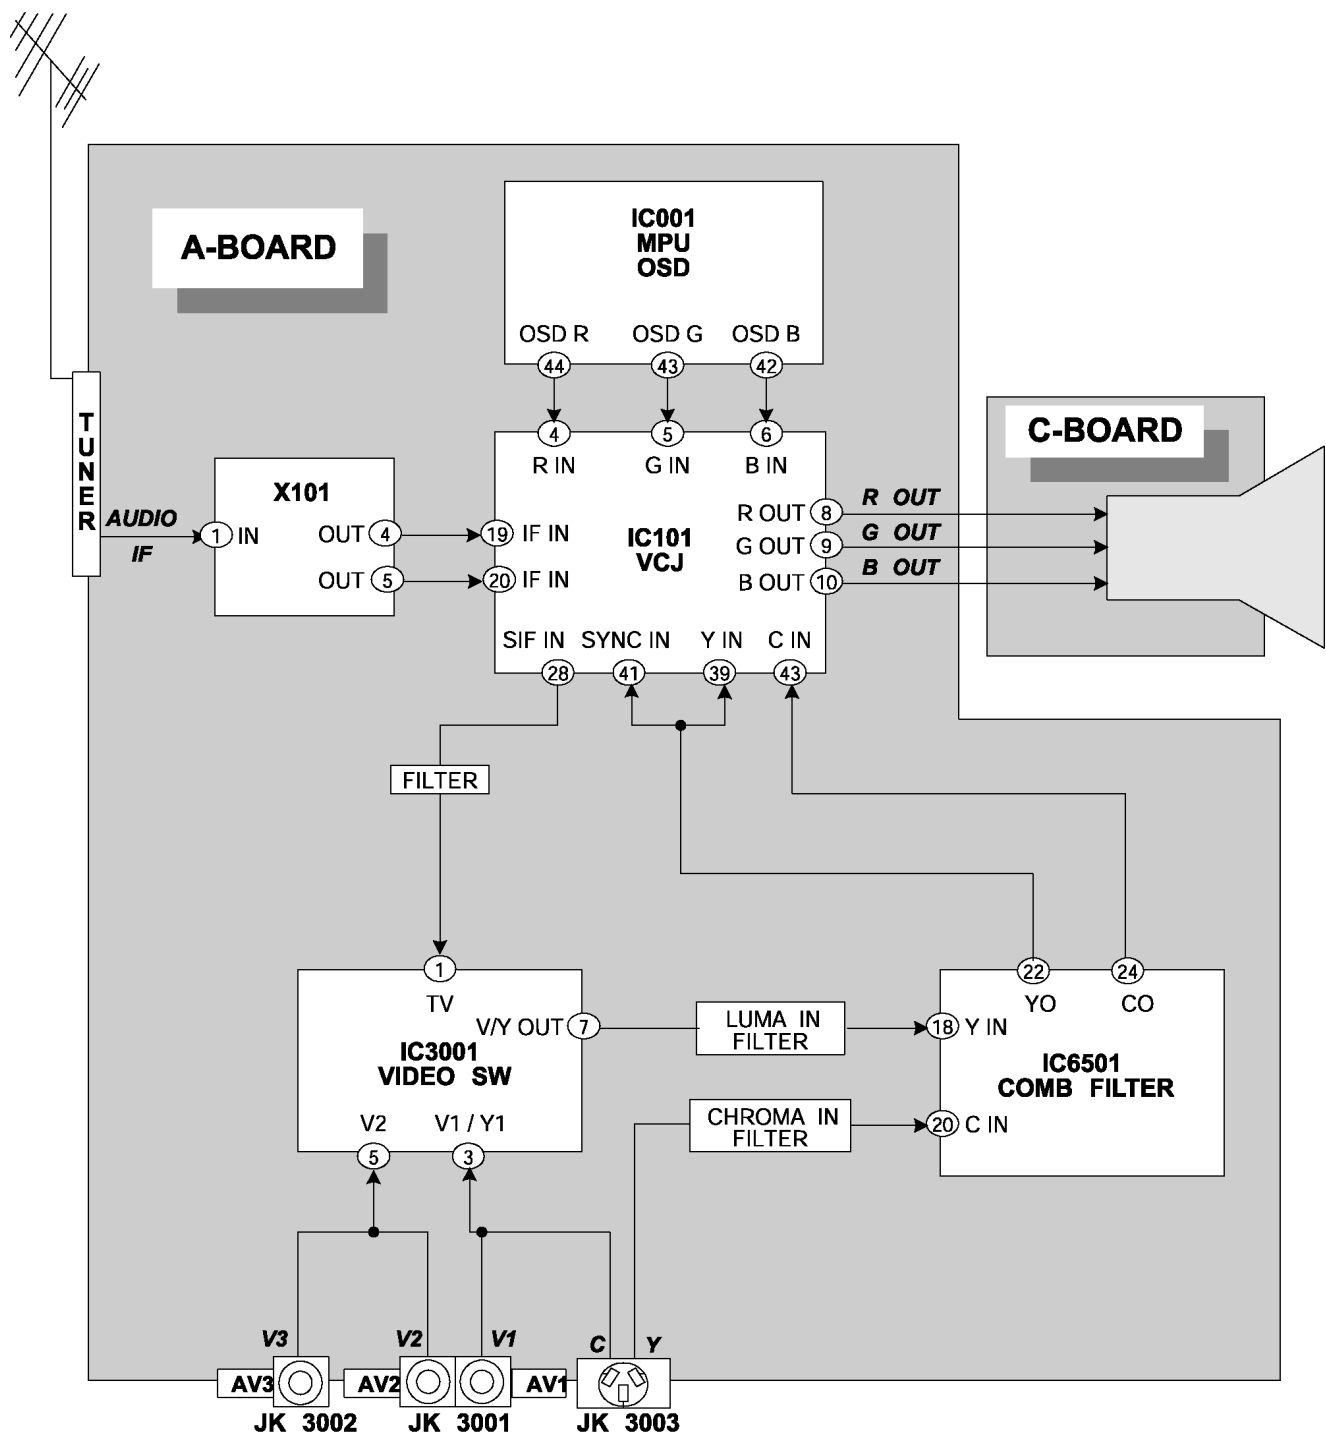 A-BOARD
IC001
MPU
OSD
OSD R OSD G OSD B
44 43 42
4 5 6
R IN G IN B IN
TUNER
C-BOARD
X101
AUDIO
IF
1 IN
OUT 4
OUT 5
19 IF IN
20 IF IN
IC101
VCJ
R OUT 8
G OUT 9
B OUT 10
R OUT
G OUT
B OUT
SIF IN SYNC IN Y IN C IN
28 41 39 43
FILTER
1
TV
V/Y OUT 7
IC3001
VIDEO SW
V2 V1 / Y1
5 3
LUMA IN
FILTER
CHROMA IN
FILTER
22 24
YO CO
18 Y IN
IC6501
COMB FILTER
20 C IN
V3 V2 V1 C Y
AV3 AV2 AV1
JK 3002 JK 3001 JK 3003